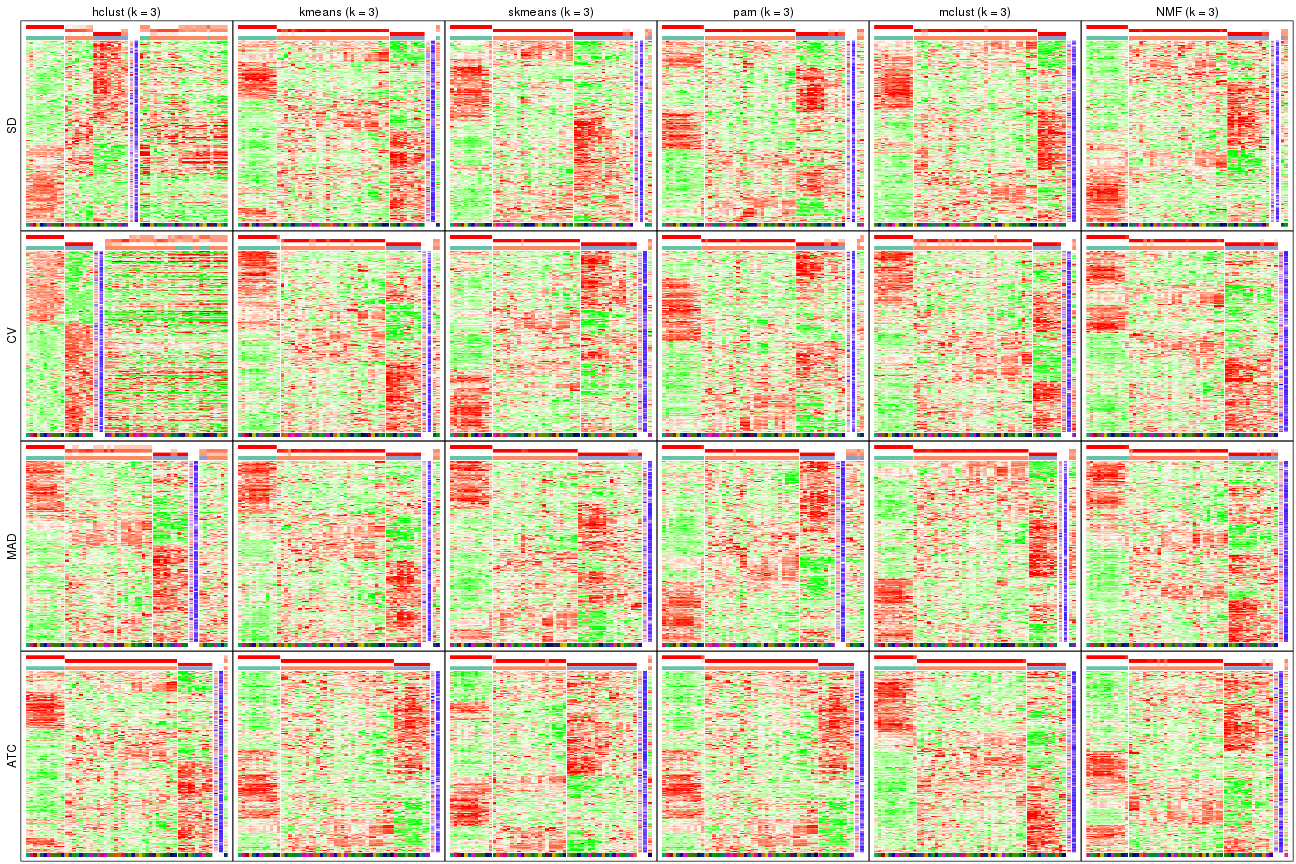 hclust (k = 3) kmeans (k = 3) skmeans (k = 3) pam (k = 3) mclust (k = 3) NMF (k = 3)
SD
CV
MAD
ATC